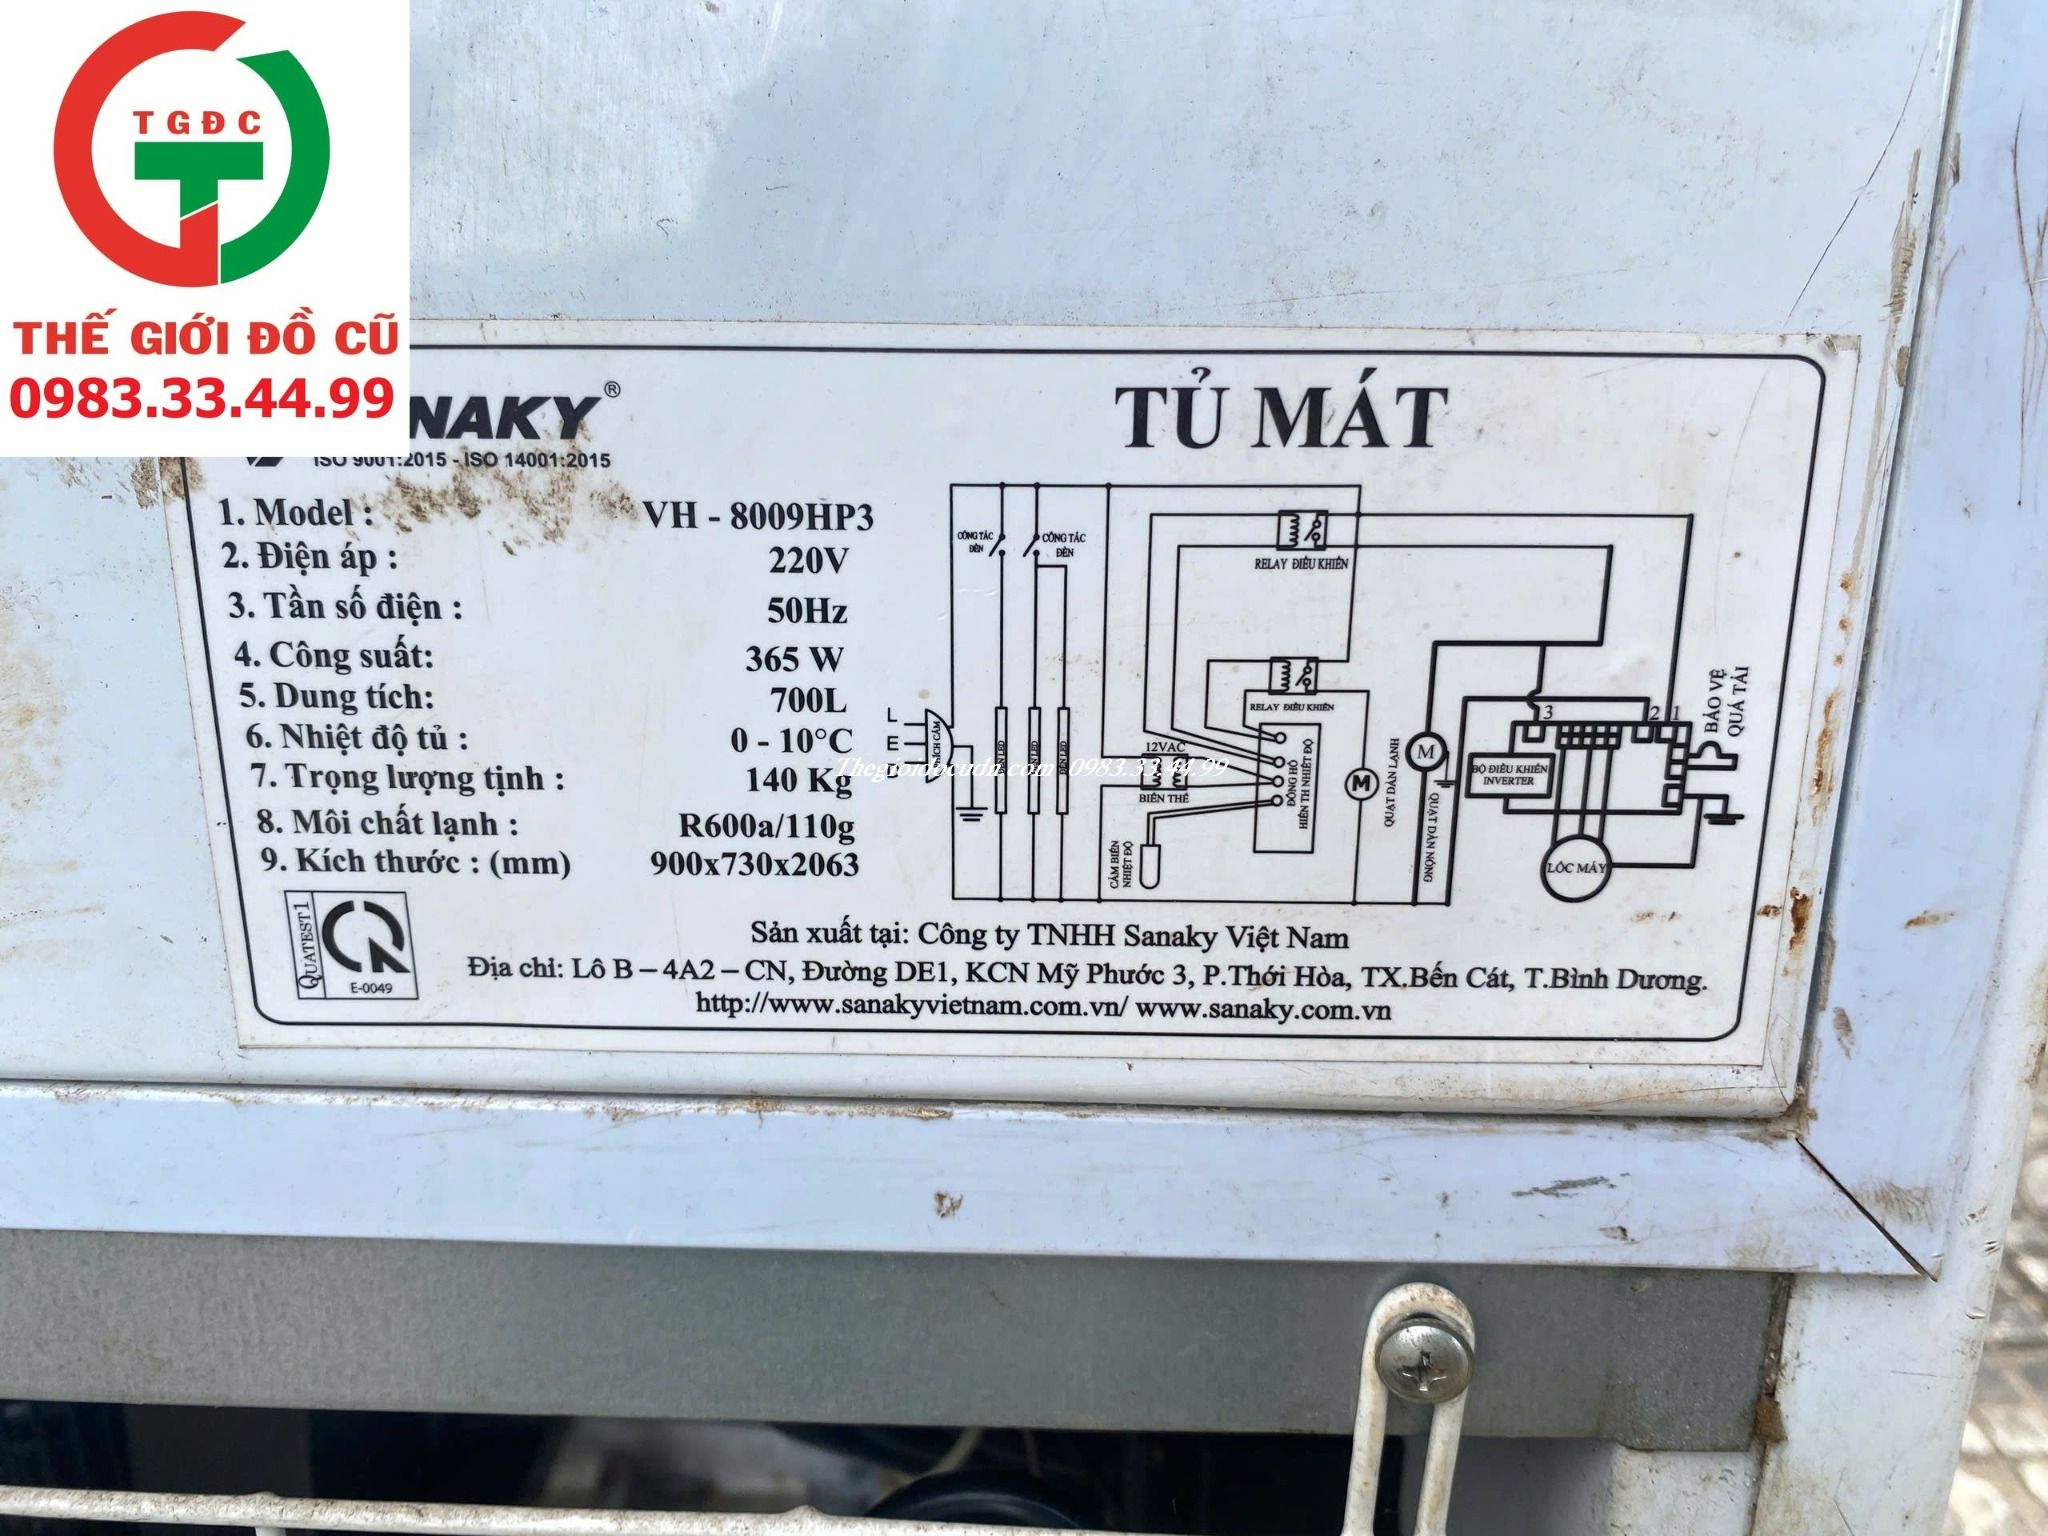 TGĐC
THẾ GIỚI ĐỒ CŨ
0983.33.44.99
NAKY®
ISO 9001:2015 - ISO 14001:2015
TỦ MÁT
1. Model : VH - 8009HP3
2. Điện áp : 220V
3. Tần số điện : 50Hz
4. Công suất: 365 W
5. Dung tích: 700L
6. Nhiệt độ tủ : 0 - 10°C
7. Trọng lượng tịnh : 140 Kg
8. Môi chất lạnh : R600a/110g
9. Kích thước : (mm) 900x730x2063
CÔNG TẮC
ĐÈN
CÔNG TẮC
ĐÈN
RELAY ĐIỀU KHIỂN
RELAY ĐIỀU KHIỂN
L
E
12VAC
BIẾN THẾ
CẢM BIẾN
NHIỆT ĐỘ
ĐỒNG HỒ
HIỂN TH NHIỆT ĐỘ
M
QUẠT DÀN LẠNH
M
QUẠT DÀN NÓNG
3
2
1
BỘ ĐIỀU KHIỂN
INVERTER
BẢO VỆ
QUÁ TẢI
LỐC MÁY
Thegioidocudn.com 0983.33.44.99
QUATEST1
E-0049
Sản xuất tại: Công ty TNHH Sanaky Việt Nam
Địa chỉ: Lô B – 4A2 – CN, Đường DE1, KCN Mỹ Phước 3, P.Thới Hòa, TX.Bến Cát, T.Bình Dương.
http://www.sanakyvietnam.com.vn/ www.sanaky.com.vn